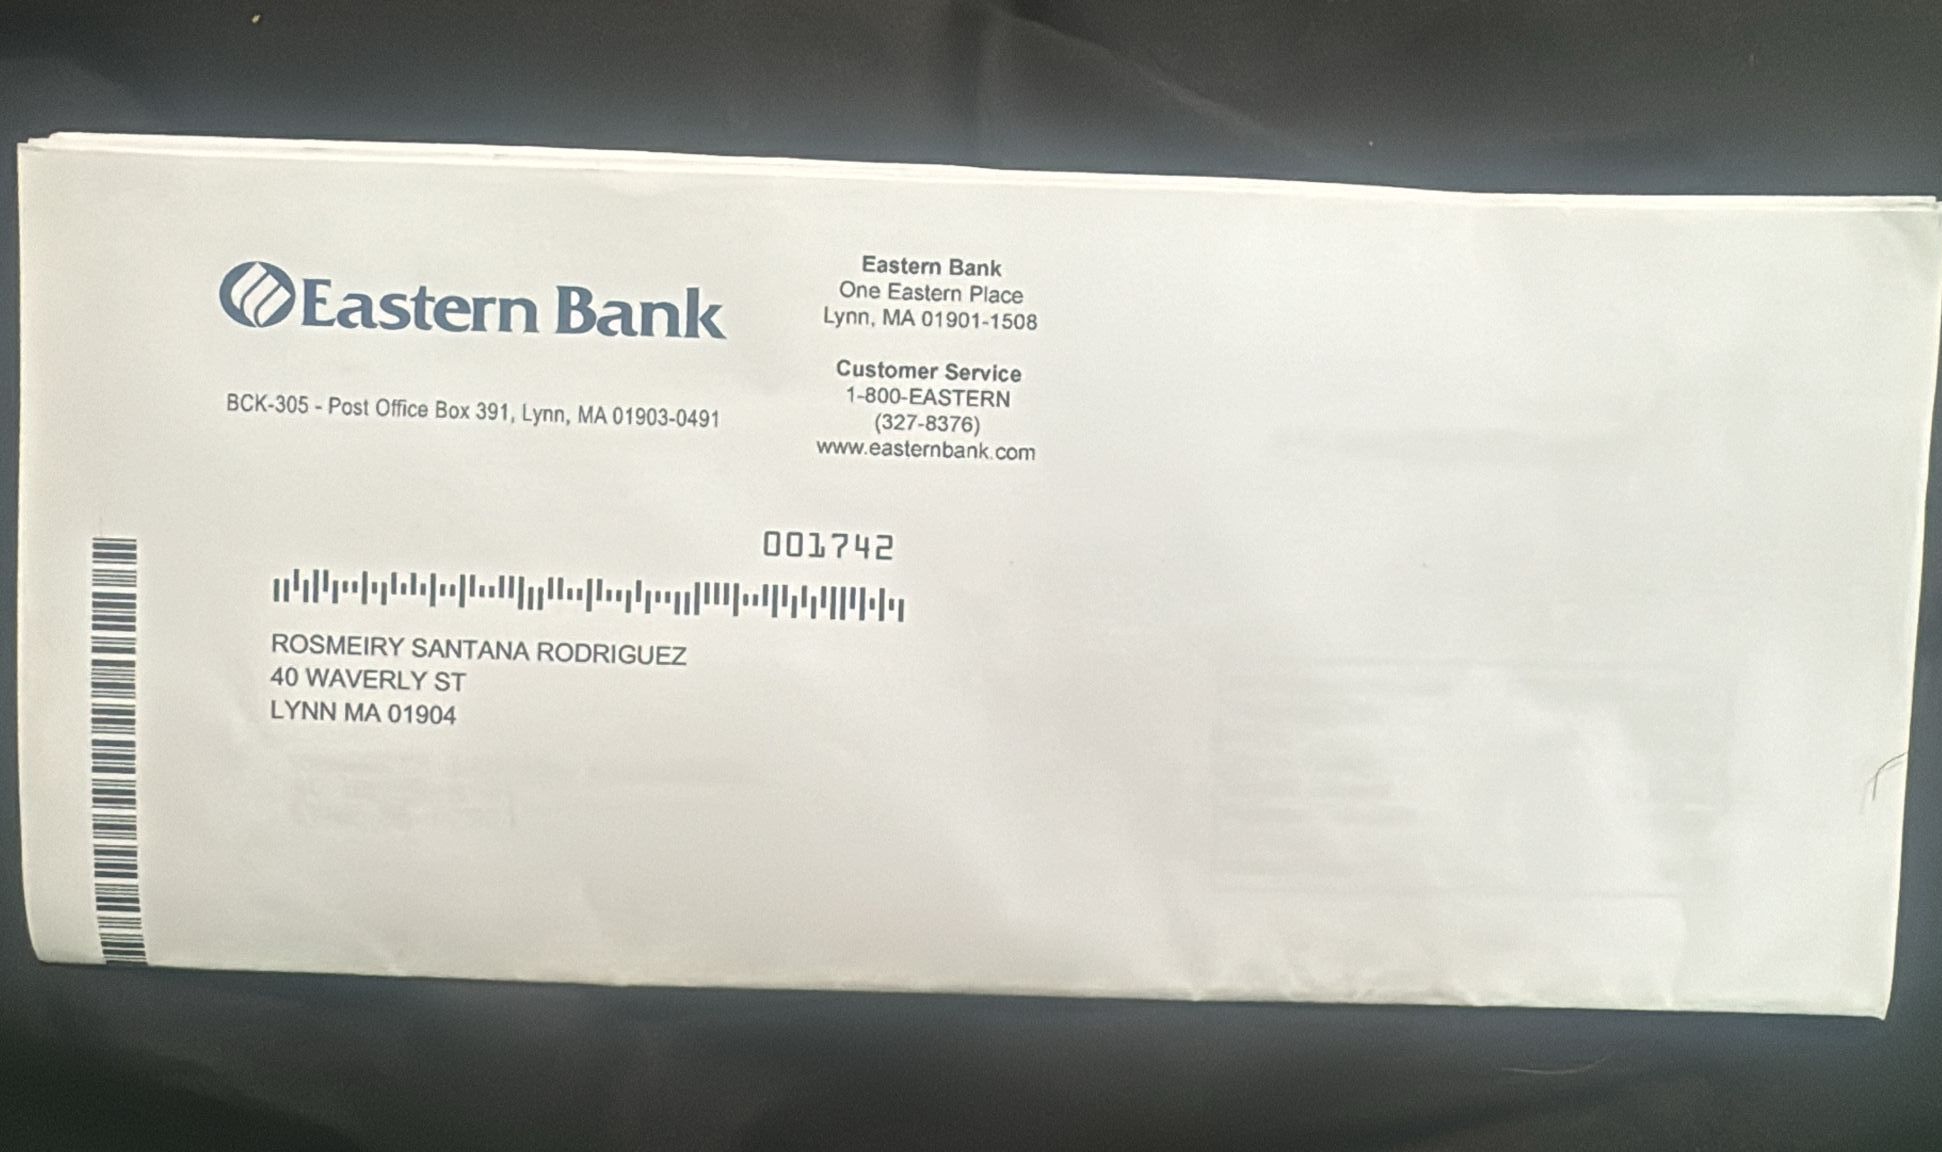 Eastern Bank
BCK-305 - Post Office Box 391, Lynn, MA 01903-0491
Eastern Bank
One Eastern Place
Lynn, MA 01901-1508
Customer Service
1-800-EASTERN
(327-8376)
www.easternbank.com
001742
ROSMEIRY SANTANA RODRIGUEZ
40 WAVERLY ST
LYNN MA 01904